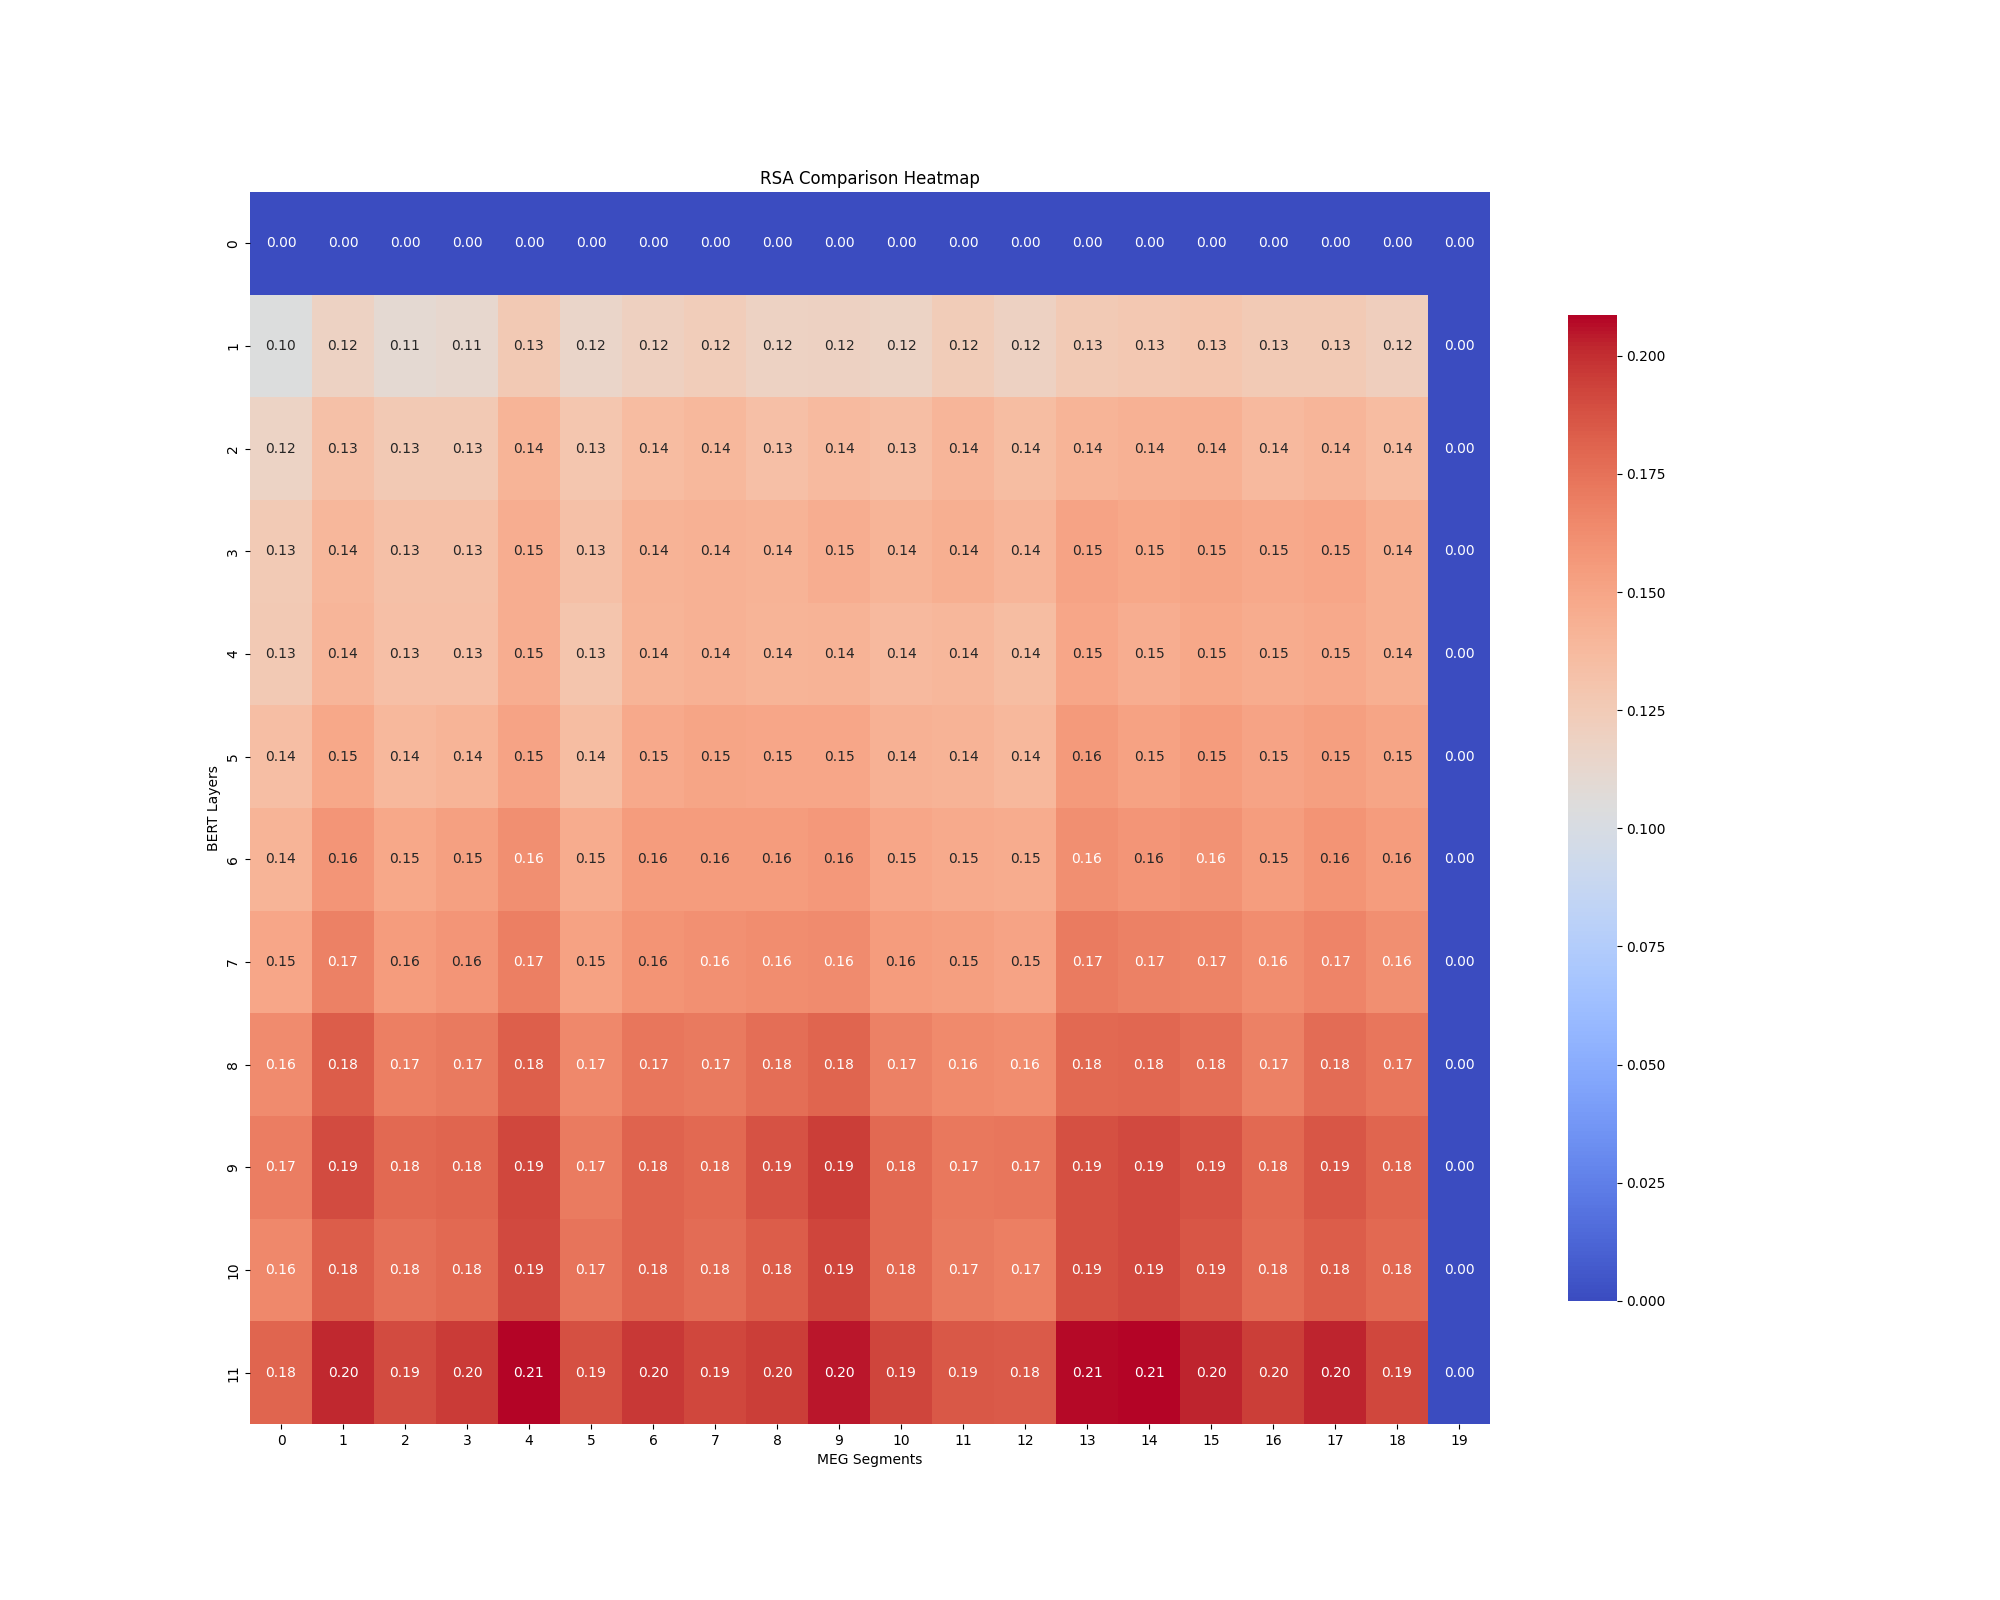 RSA Comparison Heatmap
0 0.00 0.00 0.00 0.00 0.00 0.00 0.00 0.00 0.00 0.00 0.00 0.00 0.00 0.00 0.00 0.00 0.00 0.00 0.00 0.00
1 0.10 0.12 0.11 0.11 0.13 0.12 0.12 0.12 0.12 0.12 0.12 0.12 0.12 0.13 0.13 0.13 0.13 0.13 0.12 0.00
2 0.12 0.13 0.13 0.13 0.14 0.13 0.14 0.14 0.13 0.14 0.13 0.14 0.14 0.14 0.14 0.14 0.14 0.14 0.14 0.00
3 0.13 0.14 0.13 0.13 0.15 0.13 0.14 0.14 0.14 0.15 0.14 0.14 0.14 0.15 0.15 0.15 0.15 0.15 0.14 0.00
4 0.13 0.14 0.13 0.13 0.15 0.13 0.14 0.14 0.14 0.14 0.14 0.14 0.14 0.15 0.15 0.15 0.15 0.15 0.14 0.00
5 0.14 0.15 0.14 0.14 0.15 0.14 0.15 0.15 0.15 0.15 0.14 0.14 0.14 0.16 0.15 0.15 0.15 0.15 0.15 0.00
6 0.14 0.16 0.15 0.15 0.16 0.15 0.16 0.16 0.16 0.16 0.15 0.15 0.15 0.16 0.16 0.16 0.15 0.16 0.16 0.00
7 0.15 0.17 0.16 0.16 0.17 0.15 0.16 0.16 0.16 0.16 0.16 0.15 0.15 0.17 0.17 0.17 0.16 0.17 0.16 0.00
8 0.16 0.18 0.17 0.17 0.18 0.17 0.17 0.17 0.18 0.18 0.17 0.16 0.16 0.18 0.18 0.18 0.17 0.18 0.17 0.00
9 0.17 0.19 0.18 0.18 0.19 0.17 0.18 0.18 0.19 0.19 0.18 0.17 0.17 0.19 0.19 0.19 0.18 0.19 0.18 0.00
10 0.16 0.18 0.18 0.18 0.19 0.17 0.18 0.18 0.18 0.19 0.18 0.17 0.17 0.19 0.19 0.19 0.18 0.18 0.18 0.00
11 0.18 0.20 0.19 0.20 0.21 0.19 0.20 0.19 0.20 0.20 0.19 0.19 0.18 0.21 0.21 0.20 0.20 0.20 0.19 0.00
0 1 2 3 4 5 6 7 8 9 10 11 12 13 14 15 16 17 18 19
MEG Segments
BERT Layers
0.200
0.175
0.150
0.125
0.100
0.075
0.050
0.025
0.000